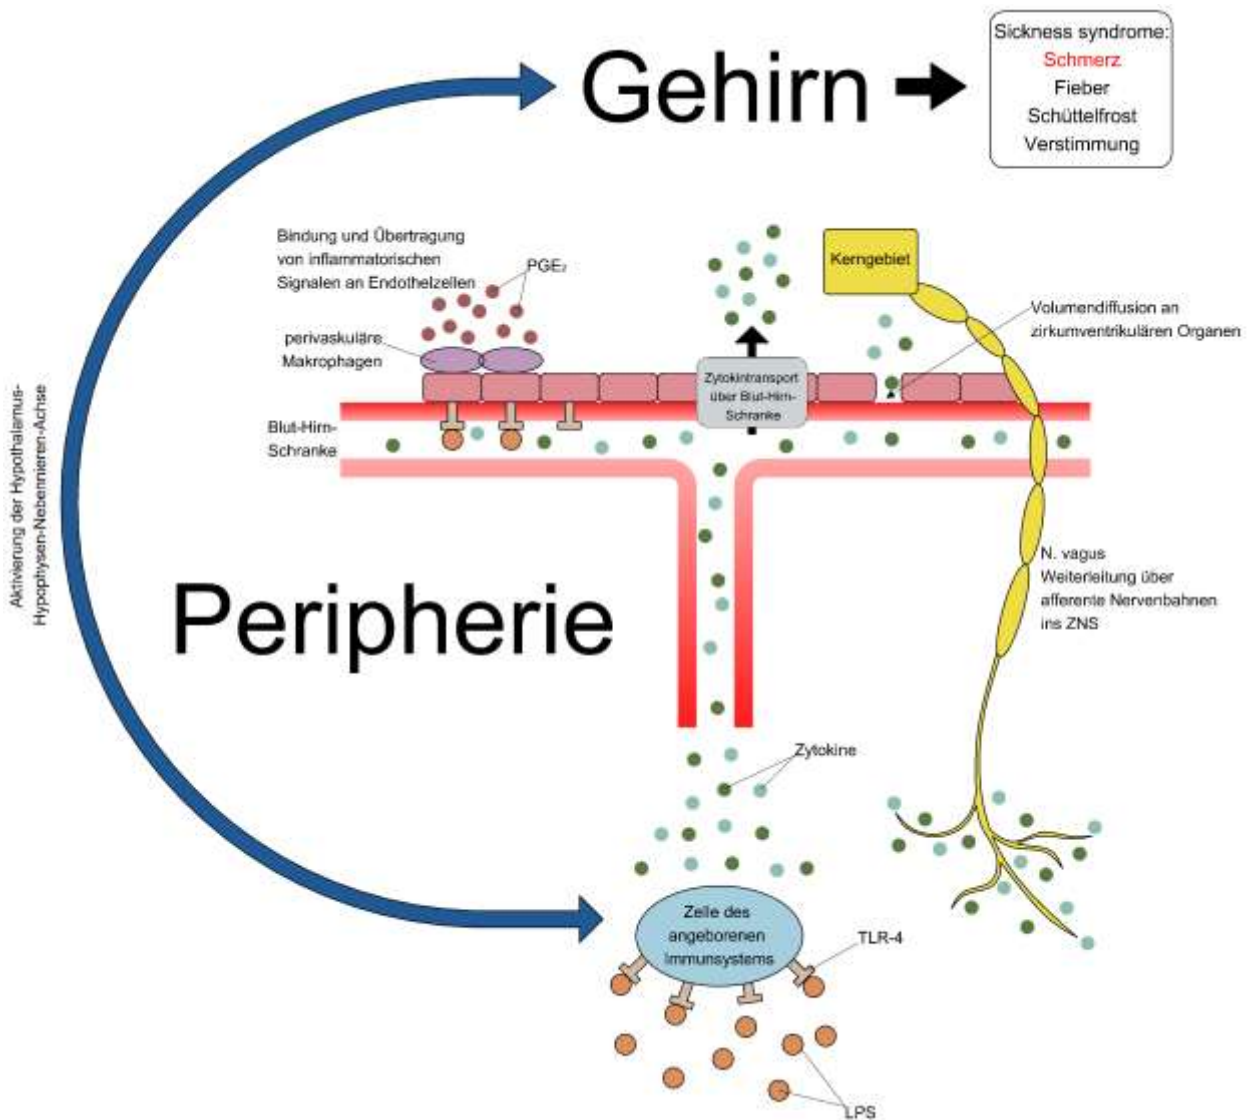 Gehirn
Sickness syndrome:
Schmerz
Fieber
Schüttelfrost
Verstimmung
Bindung und Übertragung
von inflammatorischen
Signalen an Endothelzellen
PGE₂
perivaskuläre
Makrophagen
Kerngebiet
Volumendiffusion an
zirkumventrikulären Organen
Zytokintransport
über Blut-Hirn-
Schranke
Blut-Hirn-
Schranke
Aktivierung der Hypothalamus-
Hypophysen-Nebennieren-Achse
Peripherie
N. vagus
Weiterleitung über
afferente Nervenbahnen
ins ZNS
Zytokine
Zelle des
angeborenen
Immunsystems
TLR-4
LPS